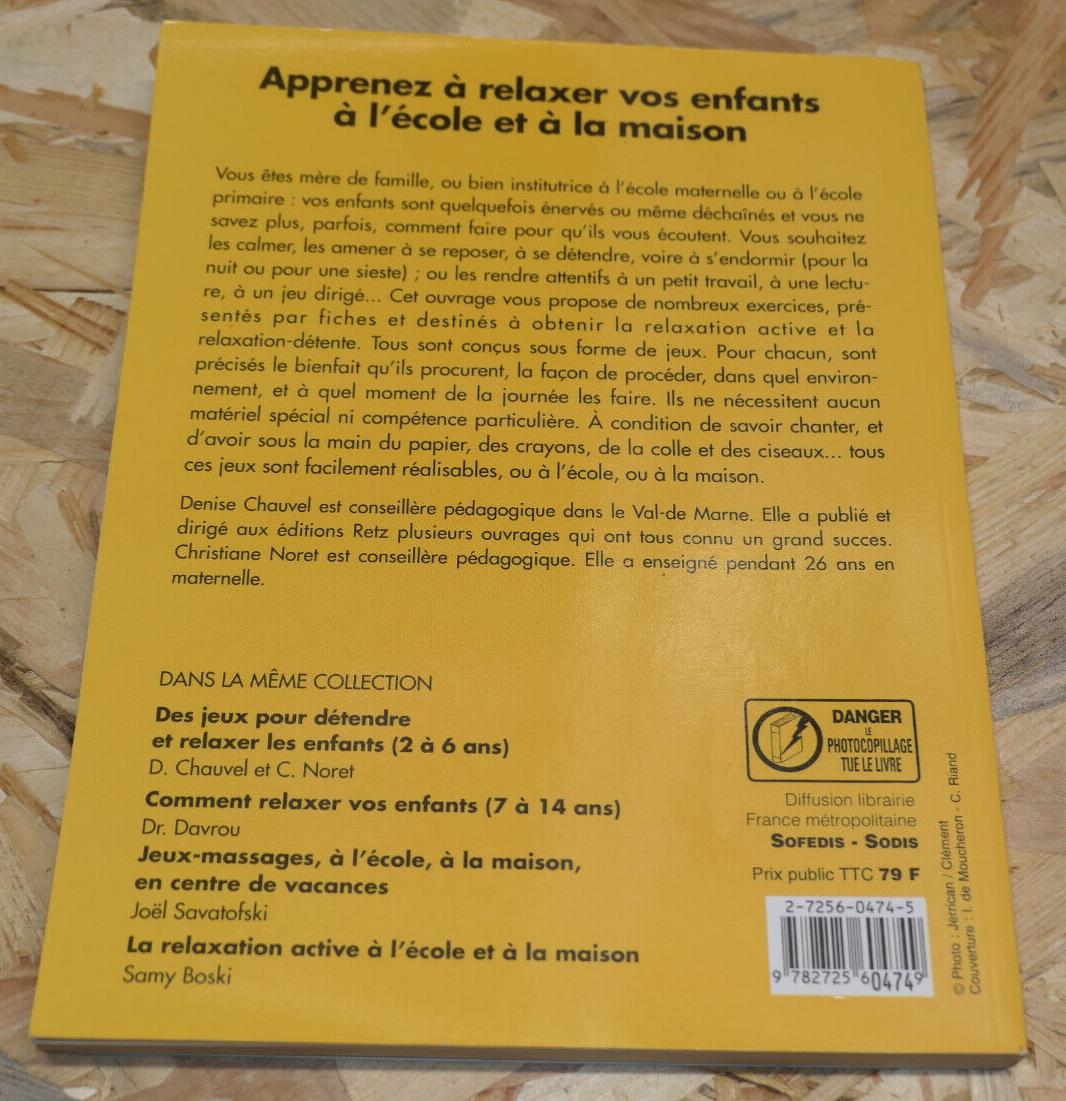 Apprenez à relaxer vos enfants
à l'école et à la maison
Vous êtes mère de famille, ou bien institutrice à l'école maternelle ou à l'école
primaire : vos enfants sont quelquefois énervés ou même déchaînés et vous ne
savez plus, parfois, comment faire pour qu'ils vous écoutent. Vous souhaitez
les calmer, les amener à se reposer, à se détendre, voire à s'endormir (pour la
nuit ou pour une sieste) ; ou les rendre attentifs à un petit travail, à une lectu-
re, à un jeu dirigé... Cet ouvrage vous propose de nombreux exercices, pré-
sentés par fiches et destinés à obtenir la relaxation active et la
relaxation-détente. Tous sont conçus sous forme de jeux. Pour chacun, sont
précisés le bienfait qu'ils procurent, la façon de procéder, dans quel environ-
nement, et à quel moment de la journée les faire. Ils ne nécessitent aucun
matériel spécial ni compétence particulière. À condition de savoir chanter, et
d'avoir sous la main du papier, des crayons, de la colle et des ciseaux... tous
ces jeux sont facilement réalisables, ou à l'école, ou à la maison.
Denise Chauvel est conseillère pédagogique dans le Val-de Marne. Elle a publié et
dirigé aux éditions Retz plusieurs ouvrages qui ont tous connu un grand succes.
Christiane Noret est conseillère pédagogique. Elle a enseigné pendant 26 ans en
maternelle.
DANS LA MÊME COLLECTION
Des jeux pour détendre
et relaxer les enfants (2 à 6 ans)
D. Chauvel et C. Noret
Comment relaxer vos enfants (7 à 14 ans)
Dr. Davrou
Jeux-massages, à l'école, à la maison,
en centre de vacances
Joël Savatofski
La relaxation active à l'école et à la maison
Samy Boski
DANGER
LE
PHOTOCOPILLAGE
TUE LE LIVRE
Diffusion librairie
France métropolitaine
SOFEDIS - SODIS
Prix public TTC 79 F
2-7256-0474-5
9 782725 604749
© Photo : Jerrican / Clément
Couverture : I. de Moucheron - C. Riand